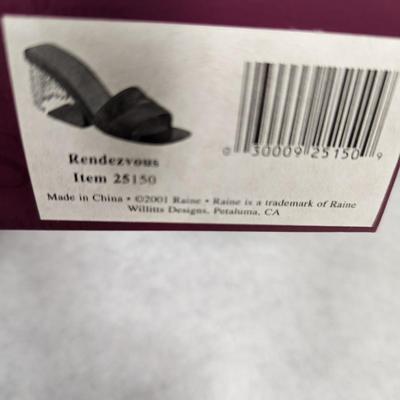 Rendezvous
Item 25150
0 30009 25150 9
Made in China • ©2001 Raine • Raine is a trademark of Raine
Willitts Designs, Petaluma, CA